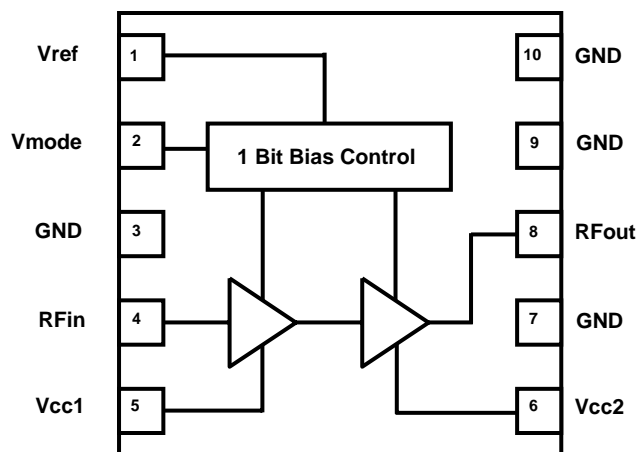 Vref 1 10 GND
Vmode 2 1 Bit Bias Control 9 GND
GND 3 8 RFout
RFin 4 7 GND
Vcc1 5 6 Vcc2